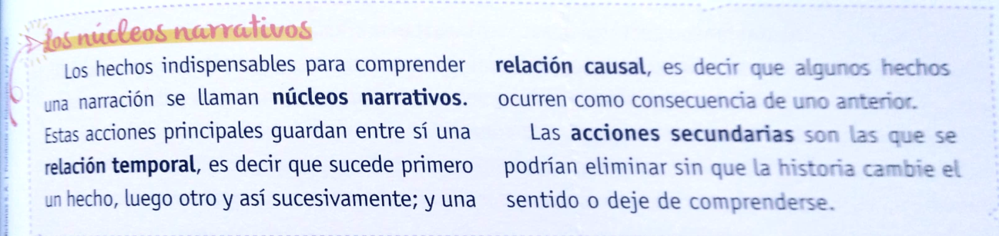 Los núcleos narrativos
Los hechos indispensables para comprender
una narración se llaman núcleos narrativos.
Estas acciones principales guardan entre sí una
relación temporal, es decir que sucede primero
un hecho, luego otro y así sucesivamente; y una
relación causal, es decir que algunos hechos
ocurren como consecuencia de uno anterior.
Las acciones secundarias son las que se
podrían eliminar sin que la historia cambie el
sentido o deje de comprenderse.